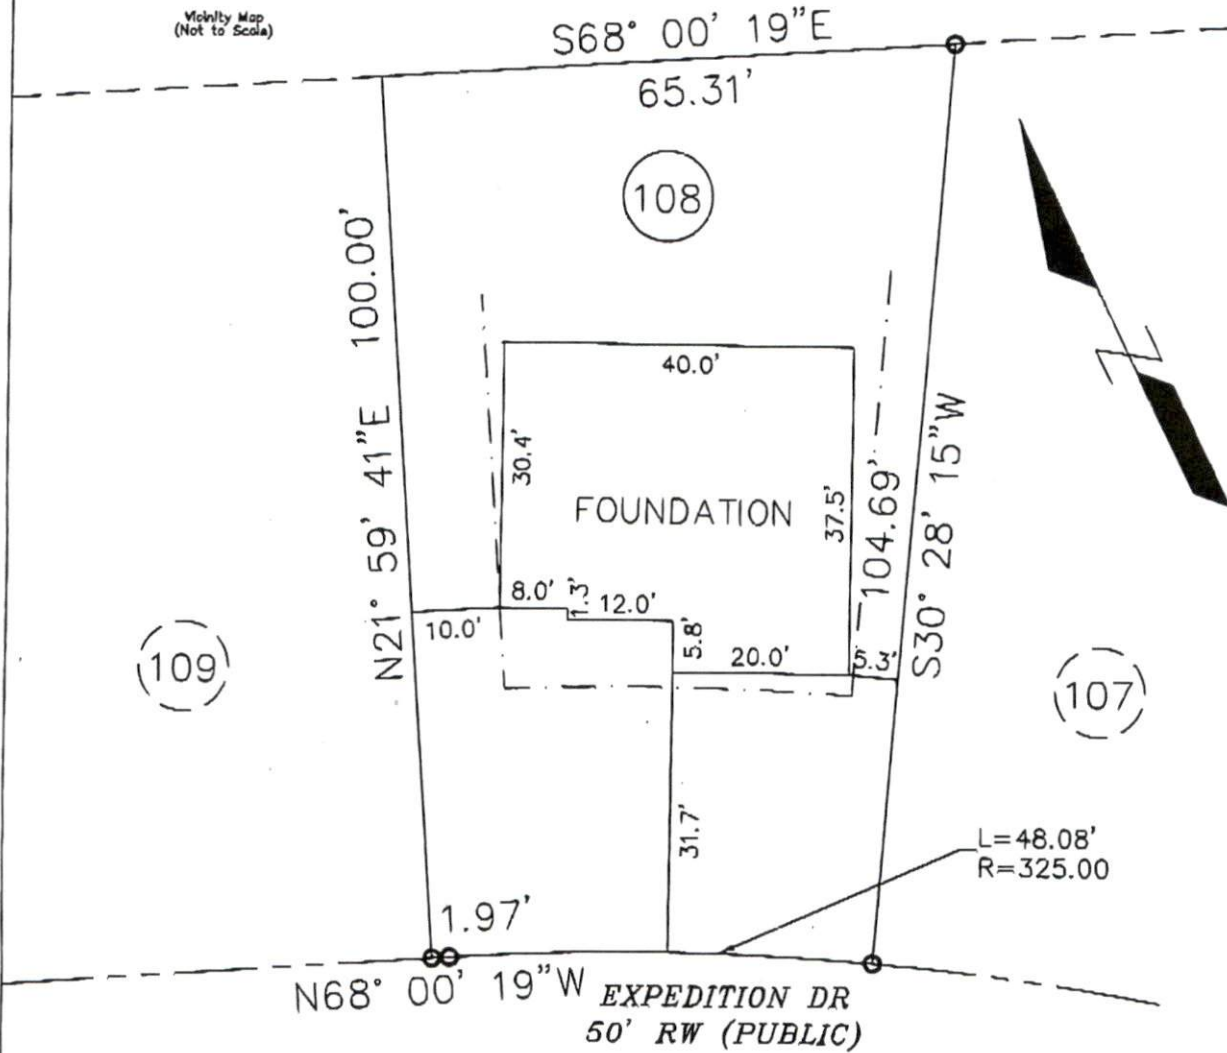 Vicinity Map
(Not to Scale)
S68° 00' 19"E
65.31'
108
N21° 59' 41"E 100.00'
40.0'
30.4'
FOUNDATION
37.5'
104.69'
S30° 28' 15"W
8.0'
1.3'
12.0'
10.0'
5.8'
20.0'
5.3'
109
107
31.7'
L=48.08'
R=325.00
1.97'
N68° 00' 19"W
EXPEDITION DR
50' RW (PUBLIC)